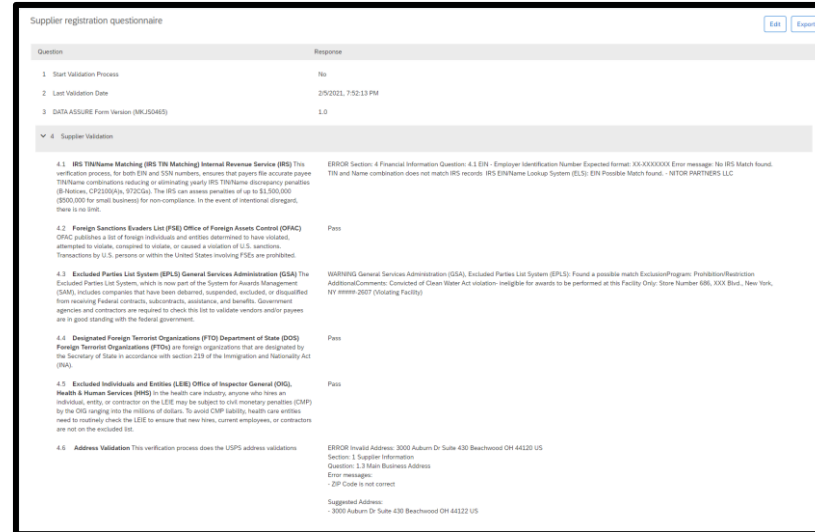 Supplier registration questionnaire
Edit
Export
Question Response
1 Start Validation Process No
2 Last Validation Date 2/5/2021, 7:52:13 PM
3 DATA ASSURE Form Version (MKJS0465) 1.0
4 Supplier Validation
4.1 IRS TIN/Name Matching (IRS TIN Matching) Internal Revenue Service (IRS) This
verification process, for both EIN and SSN numbers, ensures that payers file accurate payee
TIN/Name combinations reducing or eliminating yearly IRS TIN/Name discrepancy penalties
(B-Notices, CP2100(A)s, 972CGs). The IRS can assess penalties of up to $1,500,000
($500,000 for small business) for non-compliance. In the event of intentional disregard,
there is no limit.
ERROR Section: 4 Financial Information Question: 4.1 EIN - Employer Identification Number Expected format: XX-XXXXXXX Error message: No IRS Match found.
TIN and Name combination does not match IRS records IRS EIN/Name Lookup System (ELS): EIN Possible Match found. - NITOR PARTNERS LLC
4.2 Foreign Sanctions Evaders List (FSE) Office of Foreign Assets Control (OFAC)
OFAC publishes a list of foreign individuals and entities determined to have violated,
attempted to violate, conspired to violate, or caused a violation of U.S. sanctions.
Transactions by U.S. persons or within the United States involving FSEs are prohibited.
Pass
4.3 Excluded Parties List System (EPLS) General Services Administration (GSA) The
Excluded Parties List System, which is now part of the System for Awards Management
(SAM), includes companies that have been debarred, suspended, excluded, or disqualified
from receiving Federal contracts, subcontracts, assistance, and benefits. Government
agencies and contractors are required to check this list to validate vendors and/or payees
are in good standing with the federal government.
WARNING General Services Administration (GSA), Excluded Parties List System (EPLS): Found a possible match ExclusionProgram: Prohibition/Restriction
AdditionalComments: Convicted of Clean Water Act violation- ineligible for awards to be performed at this Facility Only: Store Number 686, XXX Blvd., New York,
NY #####-2607 (Violating Facility)
4.4 Designated Foreign Terrorist Organizations (FTO) Department of State (DOS)
Foreign Terrorist Organizations (FTOs) are foreign organizations that are designated by
the Secretary of State in accordance with section 219 of the Immigration and Nationality Act
(INA).
Pass
4.5 Excluded Individuals and Entities (LEIE) Office of Inspector General (OIG),
Health & Human Services (HHS) In the health care industry, anyone who hires an
individual, entity, or contractor on the LEIE may be subject to civil monetary penalties (CMP)
by the OIG ranging into the millions of dollars. To avoid CMP liability, health care entities
need to routinely check the LEIE to ensure that new hires, current employees, or contractors
are not on the excluded list.
Pass
4.6 Address Validation This verification process does the USPS address validations
ERROR Invalid Address: 3000 Auburn Dr Suite 430 Beachwood OH 44120 US
Section: 1 Supplier Information
Question: 1.3 Main Business Address
Error messages:
- ZIP Code is not correct
Suggested Address:
- 3000 Auburn Dr Suite 430 Beachwood OH 44122 US